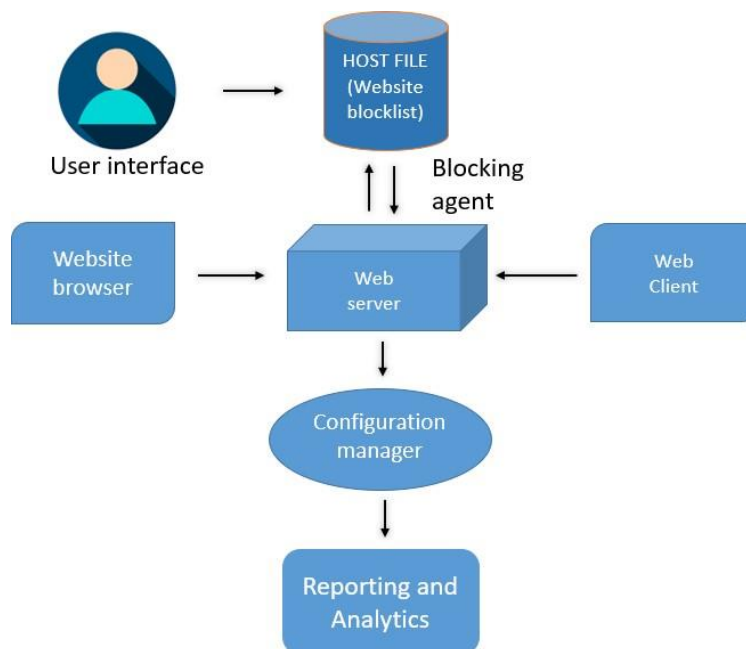 HOST FILE
(Website
blocklist)
User interface
Blocking
agent
Website
browser
Web
server
Web
Client
Configuration
manager
Reporting and
Analytics